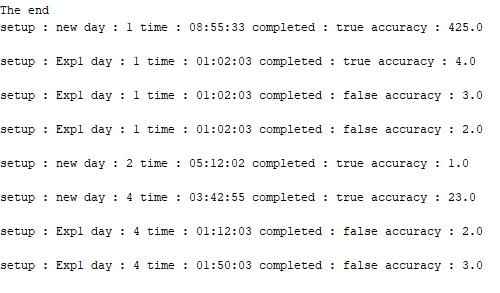 The end
setup : new day : 1 time : 08:55:33 completed : true accuracy : 425.0
setup : Expl day : 1 time : 01:02:03 completed : true accuracy : 4.0
setup : Expl day : 1 time : 01:02:03 completed : false accuracy : 3.0
setup : Expl day : 1 time : 01:02:03 completed : false accuracy : 2.0
setup : new day : 2 time : 05:12:02 completed : true accuracy : 1.0
setup : new day : 4 time : 03:42:55 completed : true accuracy : 23.0
setup : Expl day : 4 time : 01:12:03 completed : false accuracy : 2.0
setup : Expl day : 4 time : 01:50:03 completed : false accuracy : 3.0